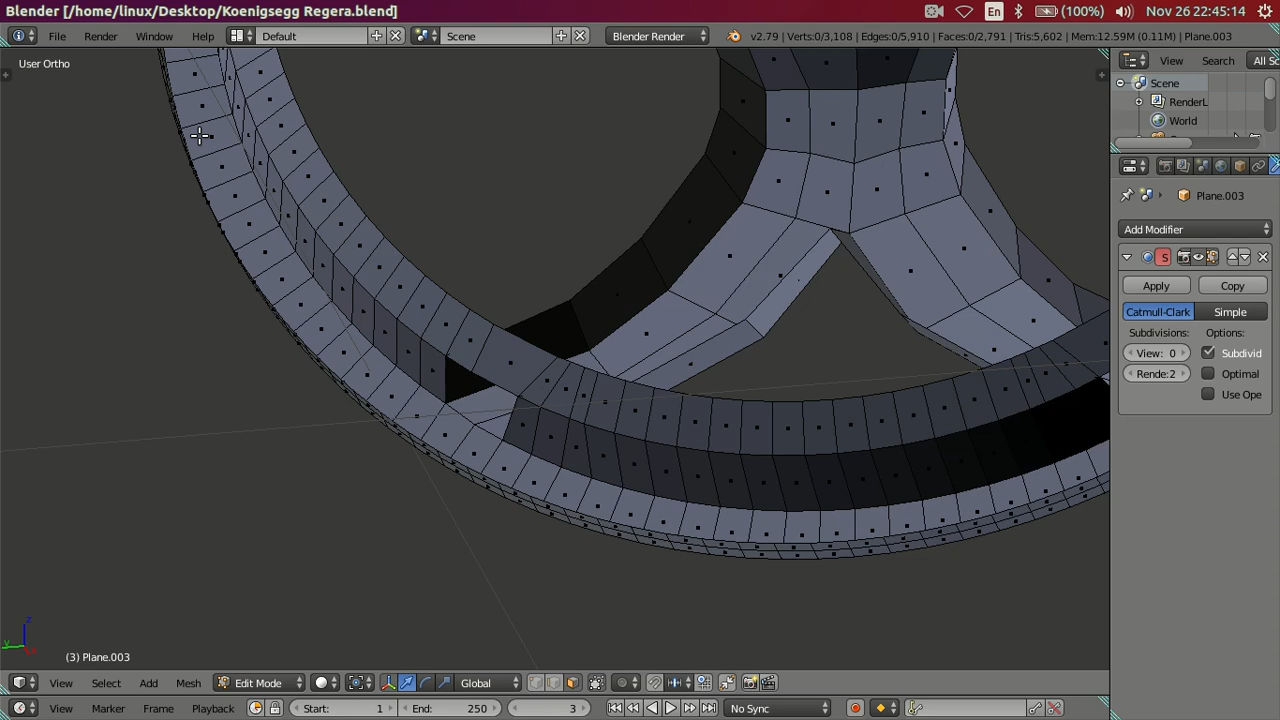 Blender [/home/linux/Desktop/Koenigsegg Regera.blend]
En (100%) Nov 26 22:45:14
File Render Window Help Default Scene Blender Render v2.79 | Verts:0/3,108 | Edges:0/5,910 | Faces:0/2,791 | Tris:5,602 | Mem:12.59M (0.11M) | Plane.003
User Ortho
View Search All Sc
Scene
RenderL
World
Plane.003
Add Modifier
S
Apply Copy
Catmull-Clark Simple
Subdivisions: Options:
View: 0 Subdivid
Rende:2 Optimal
Use Ope
z
y
(3) Plane.003
View Select Add Mesh Edit Mode Global
View Marker Frame Playback Start: 1 End: 250 3 No Sync